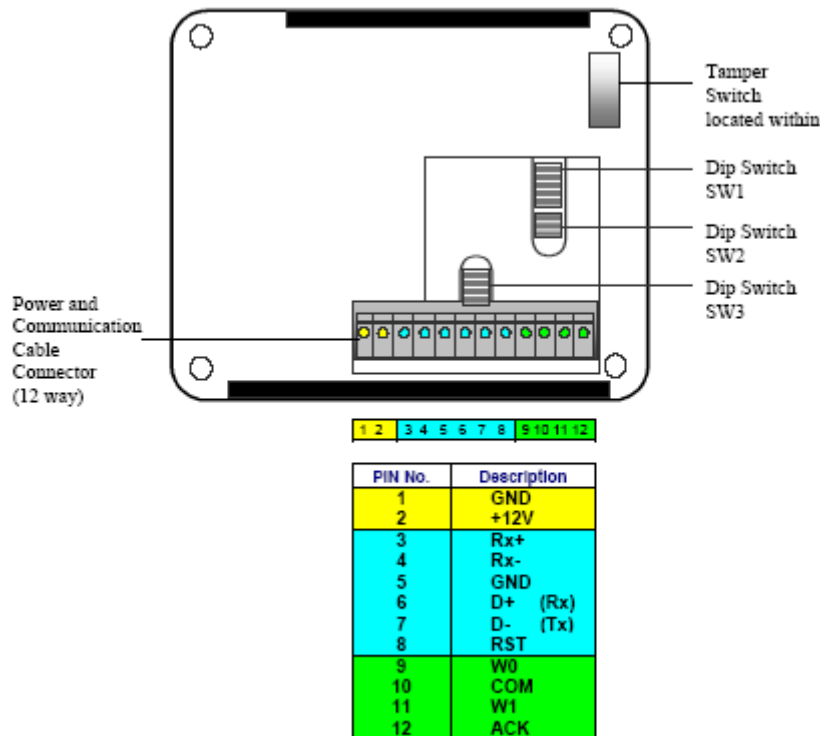 Tamper
Switch
located within
Dip Switch
SW1
Dip Switch
SW2
Dip Switch
SW3
Power and
Communication
Cable
Connector
(12 way)
1 2 3 4 5 6 7 8 9 10 11 12
PIN No. Description
1 GND
2 +12V
3 Rx+
4 Rx-
5 GND
6 D+ (Rx)
7 D- (Tx)
8 RST
9 W0
10 COM
11 W1
12 ACK